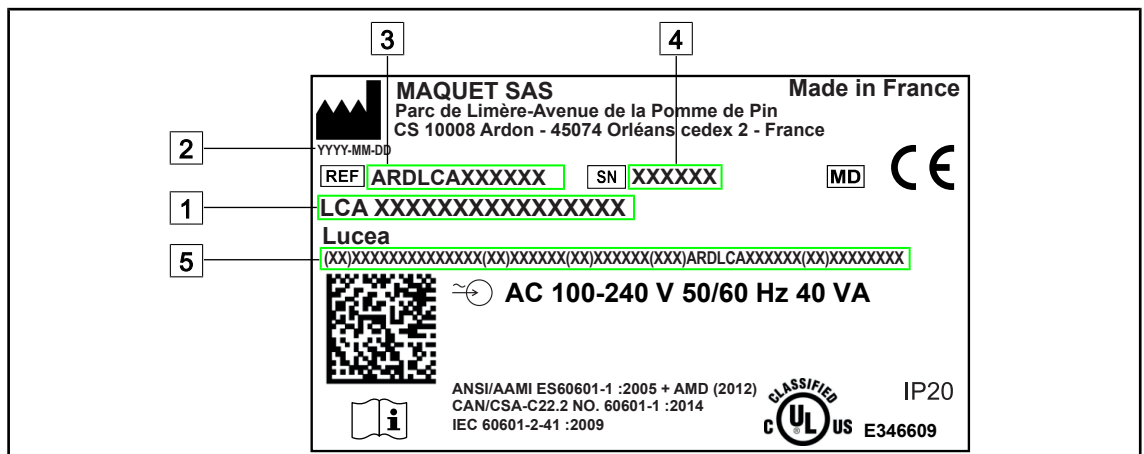 3 4
MAQUET SAS Made in France
Parc de Limère-Avenue de la Pomme de Pin
CS 10008 Ardon - 45074 Orléans cedex 2 - France
2 YYYY-MM-DD
REF ARDLCAXXXXXX SN XXXXXX MD CE
1 LCA XXXXXXXXXXXXXXXX
Lucea
5 (XX)XXXXXXXXXXXXXX(XX)XXXXXX(XX)XXXXXX(XXX)ARDLCAXXXXXX(XX)XXXXXXXX
AC 100-240 V 50/60 Hz 40 VA
ANSI/AAMI ES60601-1 :2005 + AMD (2012)
CAN/CSA-C22.2 NO. 60601-1 :2014
IEC 60601-2-41 :2009
i
CLASSIFIED
C UL ® US E346609
IP20